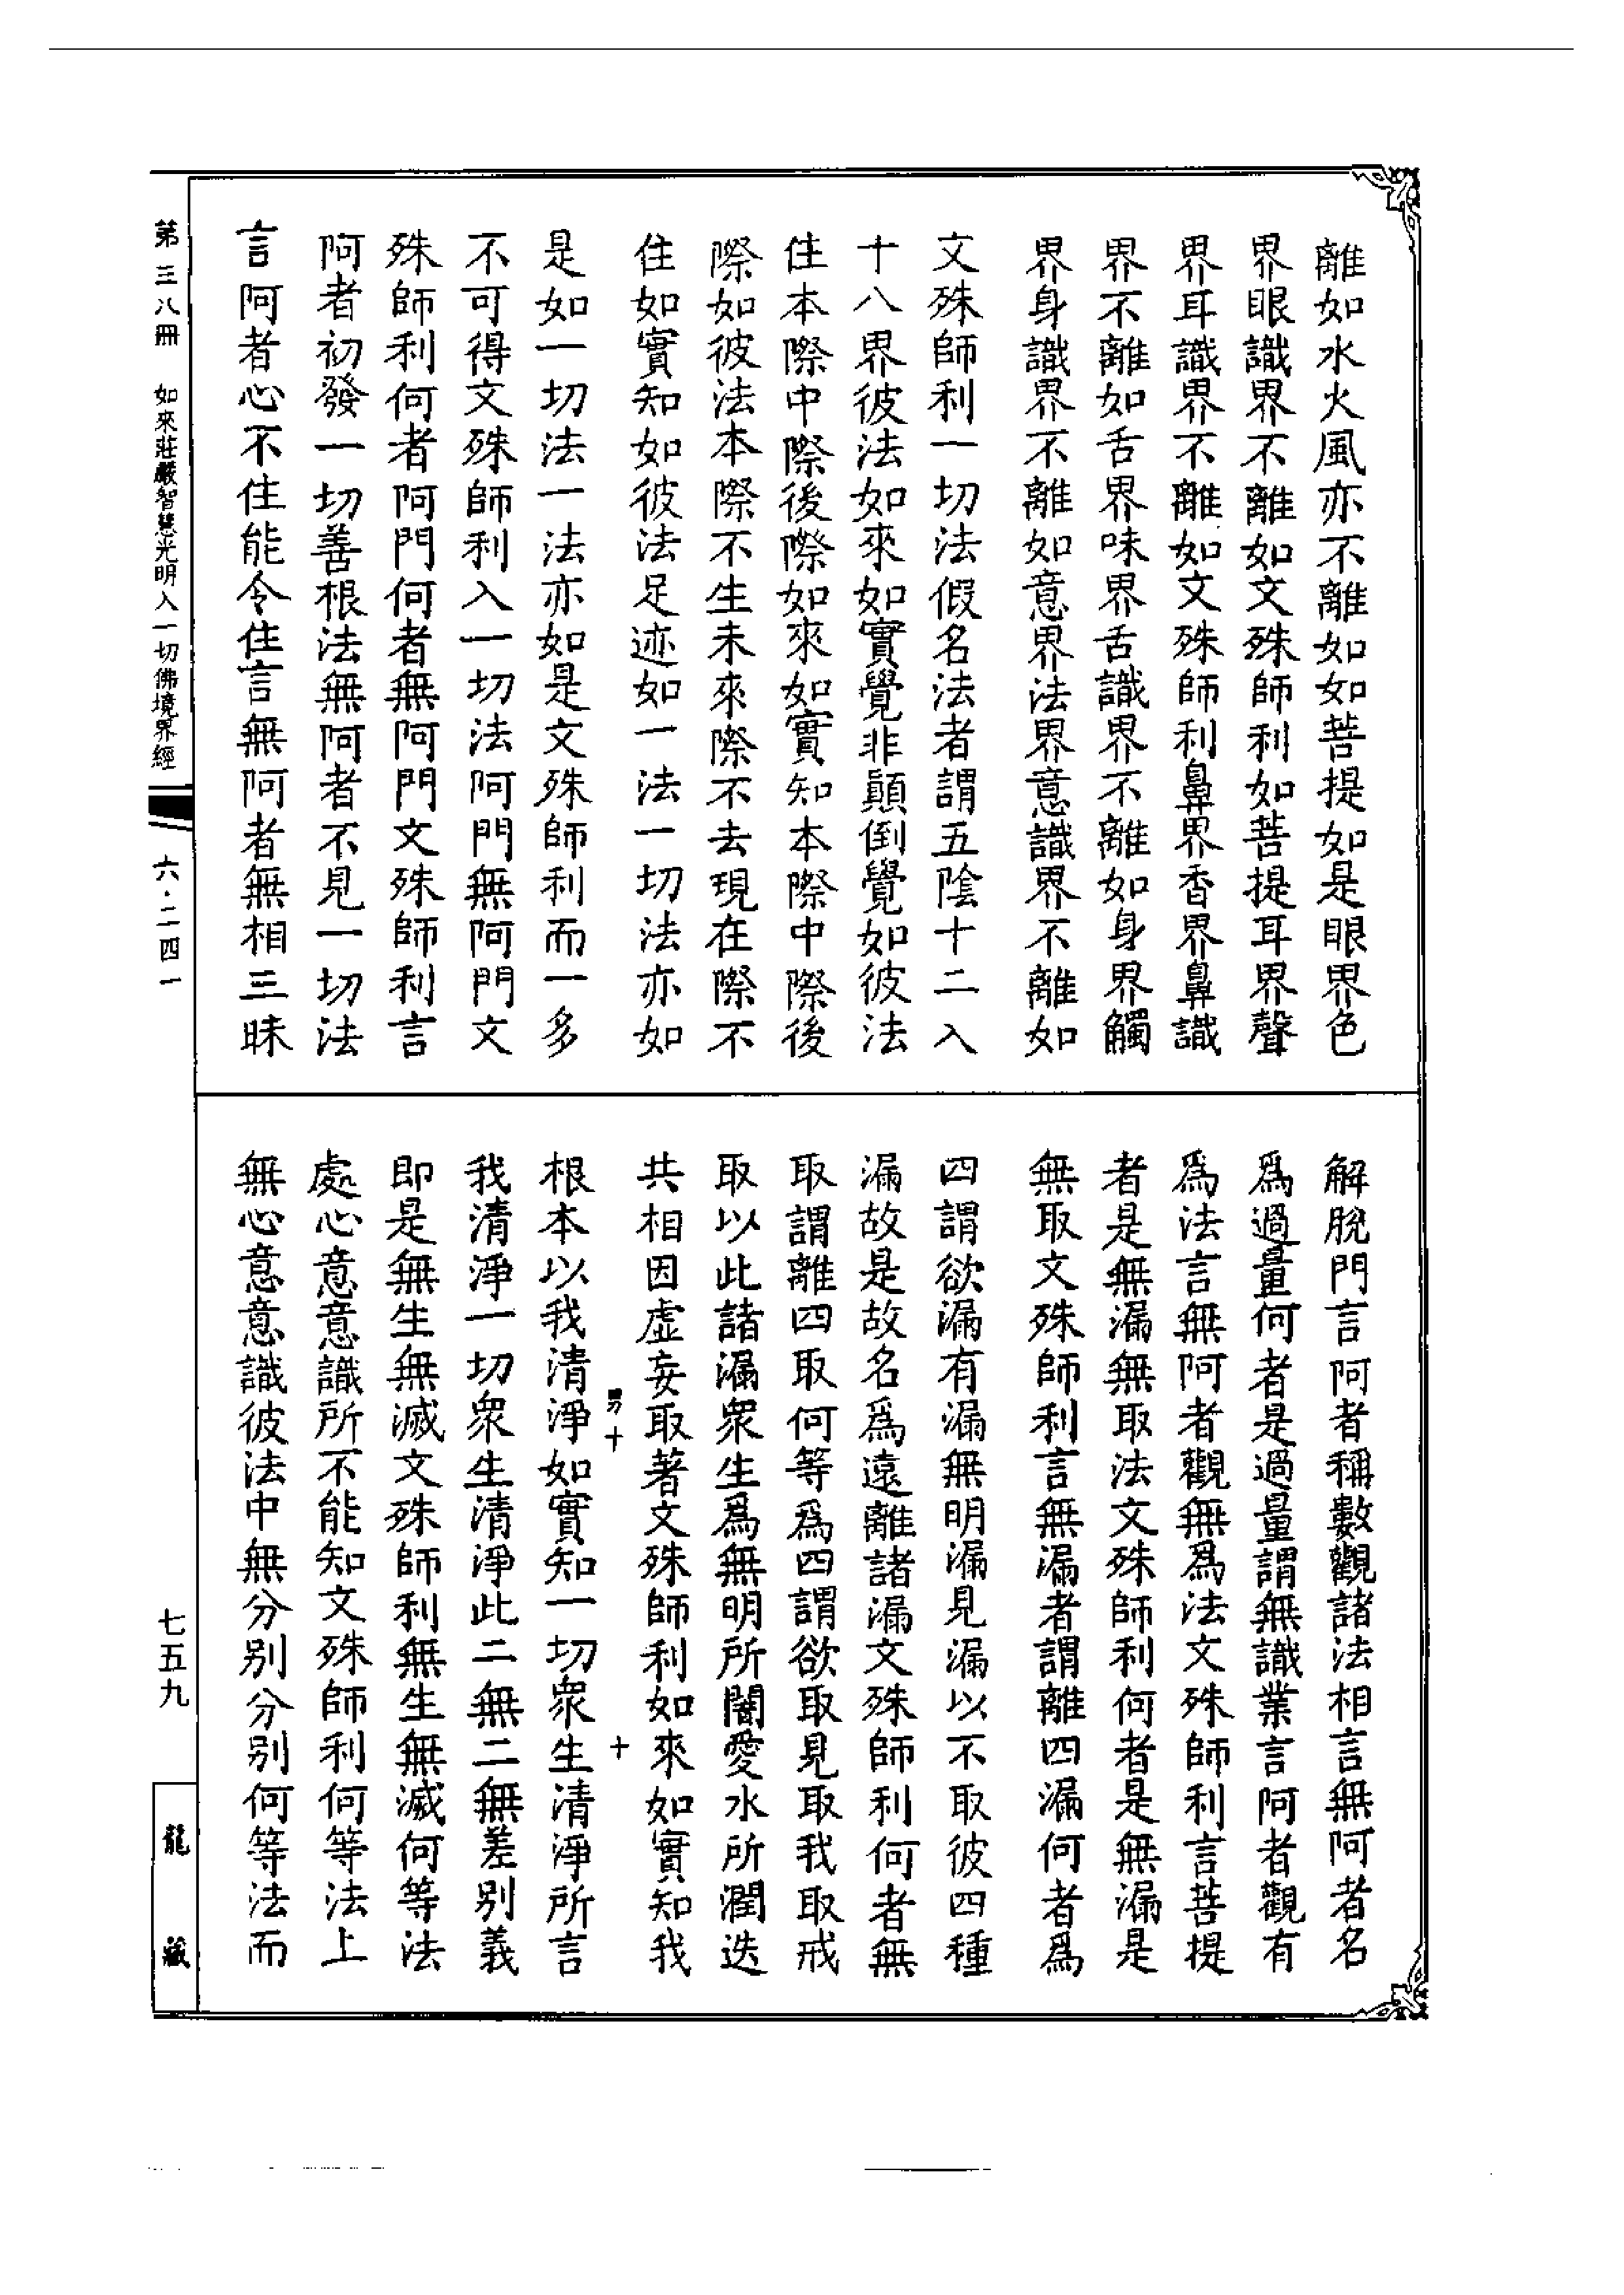 離如水火風亦不離如如菩提如是眼界色
界眼識界不離如文殊師利如菩提耳界聲
界耳識界不離如文殊師利鼻界香界鼻識
界不離如舌界味界舌識界不離如身界觸
界身識界不離如意界法界意識界不離如
文殊師利一切法假名法者謂五陰十二入
十八界彼法如來如實覺非顛倒覺如彼法
住本際中際後際如來如實知本際中際後
際如彼法本際不生未來際不去現在際不
住如實知如彼法足迹如一法一切法亦如
是如一切法一法亦如是文殊師利而一多
不可得文殊師利入一切法阿門無阿門文
殊師利何者阿門何者無阿門文殊師利言
阿者初發一切善根法無阿者不見一切法
言阿者心不住能令住言無阿者無相三昧
解脫門言阿者稱數觀諸法相言無阿者名
爲過量何者是過量謂無識業言阿者觀有
爲法言無阿者觀無爲法文殊師利言菩提
者是無漏無取法文殊師利何者是無漏是
無取文殊師利言無漏者謂離四漏何者爲
四謂欲漏有漏無明漏見漏以不取彼四種
漏故是故名爲遠離諸漏文殊師利何者無
取謂離四取何等爲四謂欲取見取我取戒
取以此諸漏衆生爲無明所闇愛水所潤迭
共相因虛妄取著文殊師利如來如實知我
根本以我清淨如實知一切衆生清淨所言
我清淨一切衆生清淨此二無二無差別義
即是無生無滅文殊師利無生無滅何等法
處心意意識所不能知文殊師利何等法上
無心意意識彼法中無分別分別何等法而
十
十
第三八冊 如來莊嚴智慧光明入一切佛境界經
六·二四一
七五九
龍藏